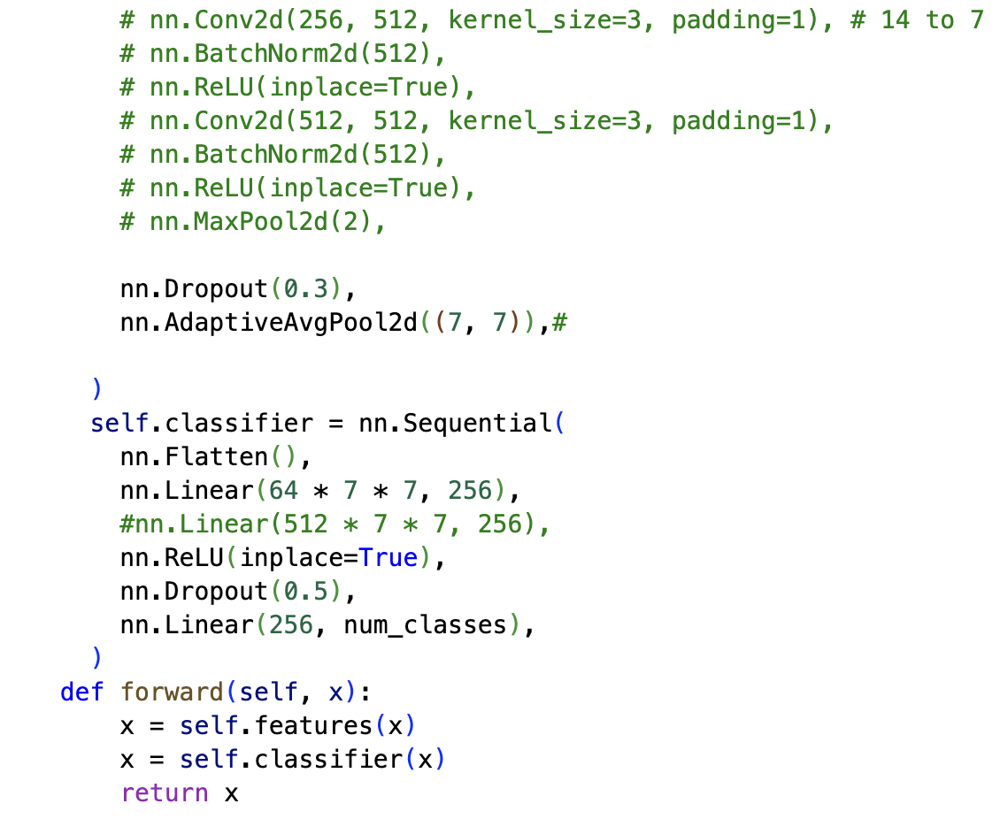 # nn.Conv2d(256, 512, kernel_size=3, padding=1), # 14 to 7
# nn.BatchNorm2d(512),
# nn.ReLU(inplace=True),
# nn.Conv2d(512, 512, kernel_size=3, padding=1),
# nn.BatchNorm2d(512),
# nn.ReLU(inplace=True),
# nn.MaxPool2d(2),
nn.Dropout(0.3),
nn.AdaptiveAvgPool2d((7, 7)),#
)
self.classifier = nn.Sequential(
nn.Flatten(),
nn.Linear(64 * 7 * 7, 256),
#nn.Linear(512 * 7 * 7, 256),
nn.ReLU(inplace=True),
nn.Dropout(0.5),
nn.Linear(256, num_classes),
)
def forward(self, x):
x = self.features(x)
x = self.classifier(x)
return x